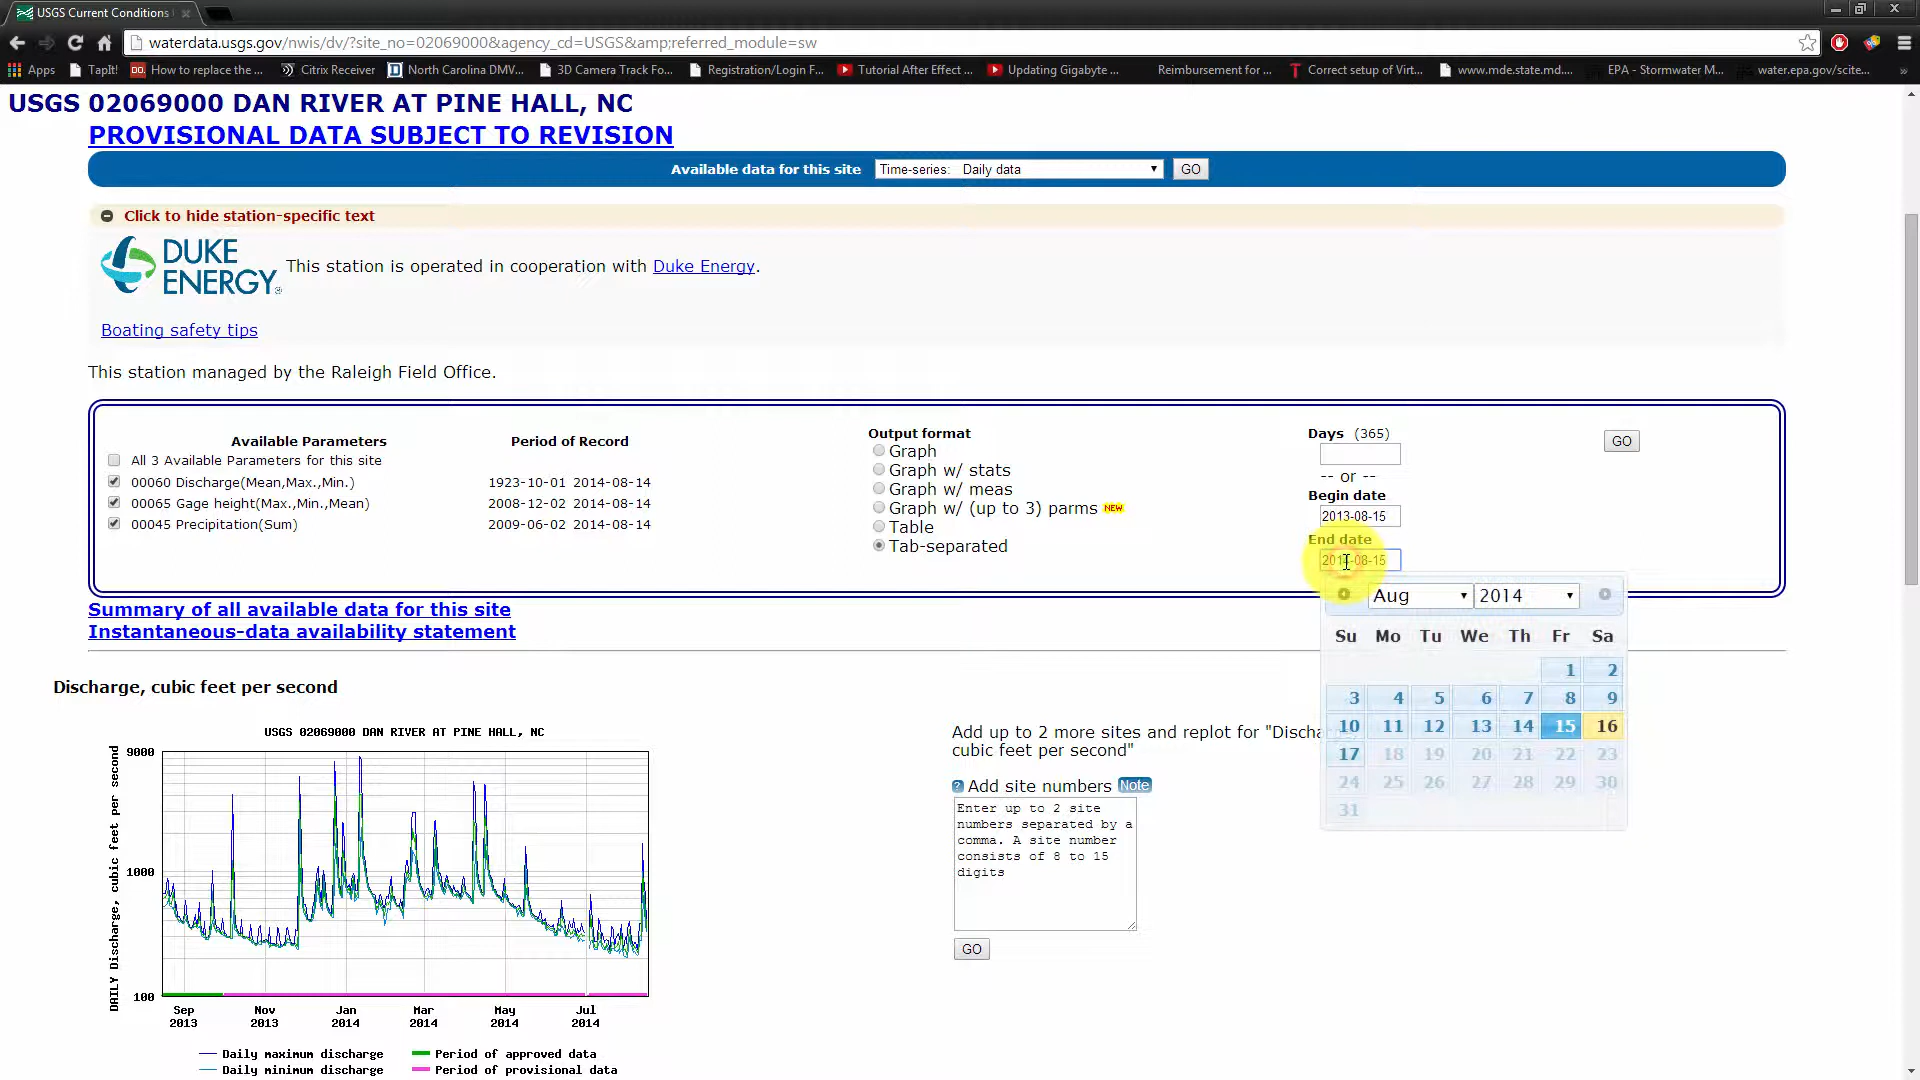 USGS Current Conditions
waterdata.usgs.gov/nwis/dv/?site_no=02069000&agency_cd=USGS&amp;referred_module=sw
Apps TapIt! DO. How to replace the ... Citrix Receiver North Carolina DMV... 3D Camera Track Fo... Registration/Login F... Tutorial After Effect ... Updating Gigabyte ... Reimbursement for ... Correct setup of Virt... www.mde.state.md.... EPA - Stormwater M... water.epa.gov/scite... »
USGS 02069000 DAN RIVER AT PINE HALL, NC
PROVISIONAL DATA SUBJECT TO REVISION
Available data for this site Time-series: Daily data GO
Click to hide station-specific text
DUKE ENERGY® This station is operated in cooperation with Duke Energy.
Boating safety tips
This station managed by the Raleigh Field Office.
Available Parameters Period of Record Output format Days (365) GO
All 3 Available Parameters for this site Graph
00060 Discharge(Mean,Max.,Min.) 1923-10-01 2014-08-14 Graph w/ stats -- or --
00065 Gage height(Max.,Min.,Mean) 2008-12-02 2014-08-14 Graph w/ meas Begin date
00045 Precipitation(Sum) 2009-06-02 2014-08-14 Graph w/ (up to 3) parms NEW 2013-08-15
Table End date
Tab-separated 2014-08-15
Aug 2014
Su Mo Tu We Th Fr Sa
1 2
3 4 5 6 7 8 9
10 11 12 13 14 15 16
17 18 19 20 21 22 23
24 25 26 27 28 29 30
31
Summary of all available data for this site
Instantaneous-data availability statement
Discharge, cubic feet per second
USGS 02069000 DAN RIVER AT PINE HALL, NC
DAILY Discharge, cubic feet per second
9000
1000
100
Sep Nov Jan Mar May Jul
2013 2013 2014 2014 2014 2014
Daily maximum discharge Period of approved data
Daily minimum discharge Period of provisional data
Add up to 2 more sites and replot for "Discha
cubic feet per second"
? Add site numbers Note
Enter up to 2 site
numbers separated by a
comma. A site number
consists of 8 to 15
digits
GO